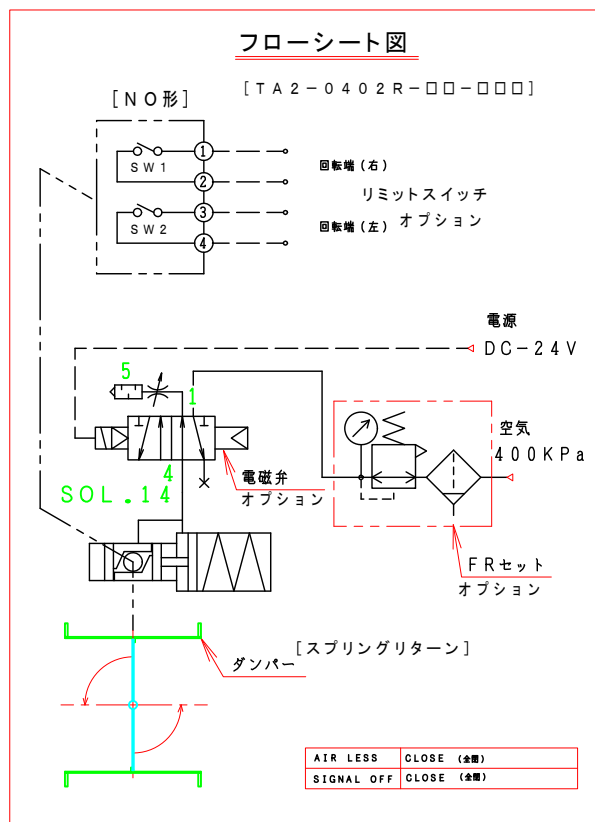 フローシート図
[TA2-0402R-□□-□□□]
[NO形]
SW1
1
2
回転端(右)
リミットスイッチ
オプション
SW2
3
4
回転端(左)
電源
DC-24V
5
1
空気
400KPa
4
SOL.14
電磁弁
オプション
FRセット
オプション
[スプリングリターン]
ダンパー
AIR LESS CLOSE (全閉)
SIGNAL OFF CLOSE (全閉)